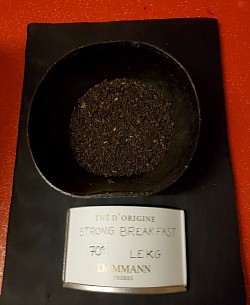 THÉ D'ORIGINE
STRONG BREAKFAST
70€ LE KG
DAMMANN
FRÈRES